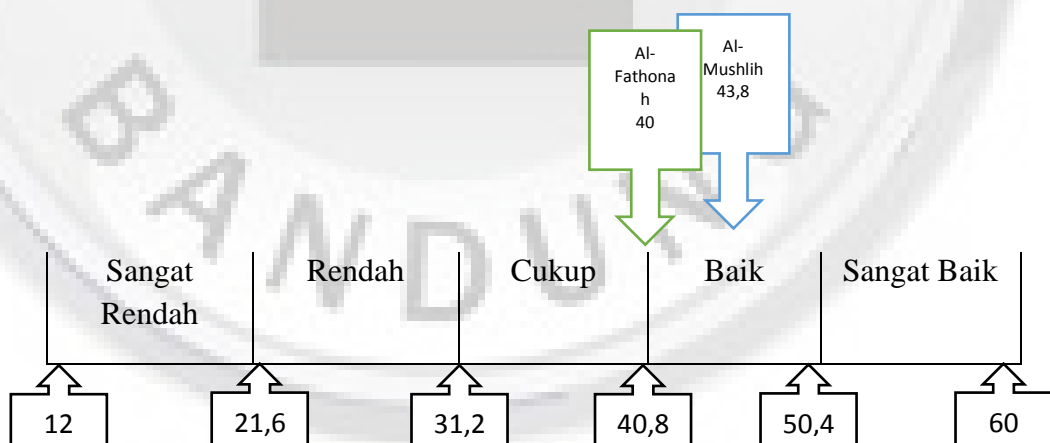 Al-
Fathona
h
40
Al-
Mushlih
43,8
BANDUNG
Sangat
Rendah
Rendah
Cukup
Baik
Sangat Baik
12
21,6
31,2
40,8
50,4
60